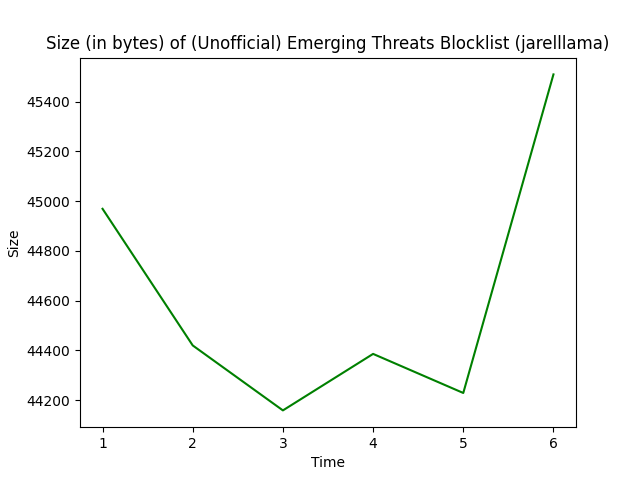 Size (in bytes) of (Unofficial) Emerging Threats Blocklist (jarelllama)
45400
45200
45000
44800
44600
44400
44200
Size
1 2 3 4 5 6
Time